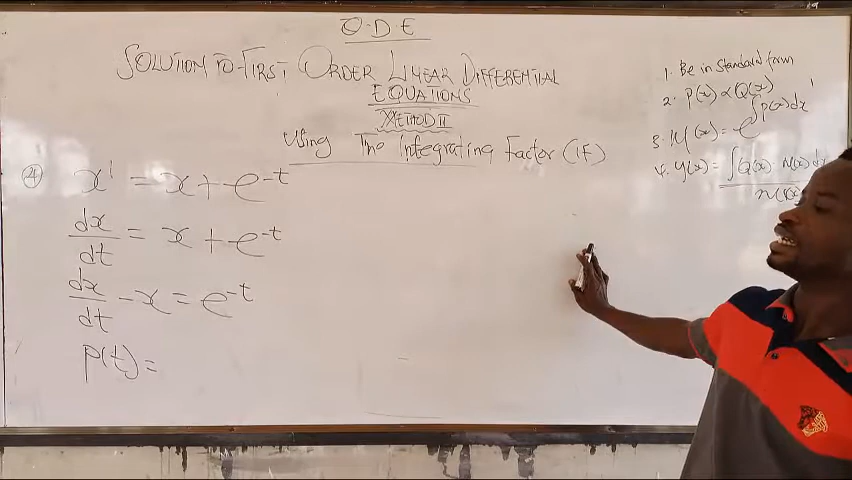 O.D.E
SOLUTION TO FIRST ORDER LINEAR DIFFERENTIAL
EQUATIONS
METHOD II
Using The Integrating Factor (IF)
④ x' = x + e^-t
dx/dt = x + e^-t
dx/dt - x = e^-t
P(t) =
1. Be in Standard form
2. P(x) & Q(x)
3. M(x) = e^∫P(x)dx
4. y(x) = ∫Q(x) . M(x) dx / M(x)